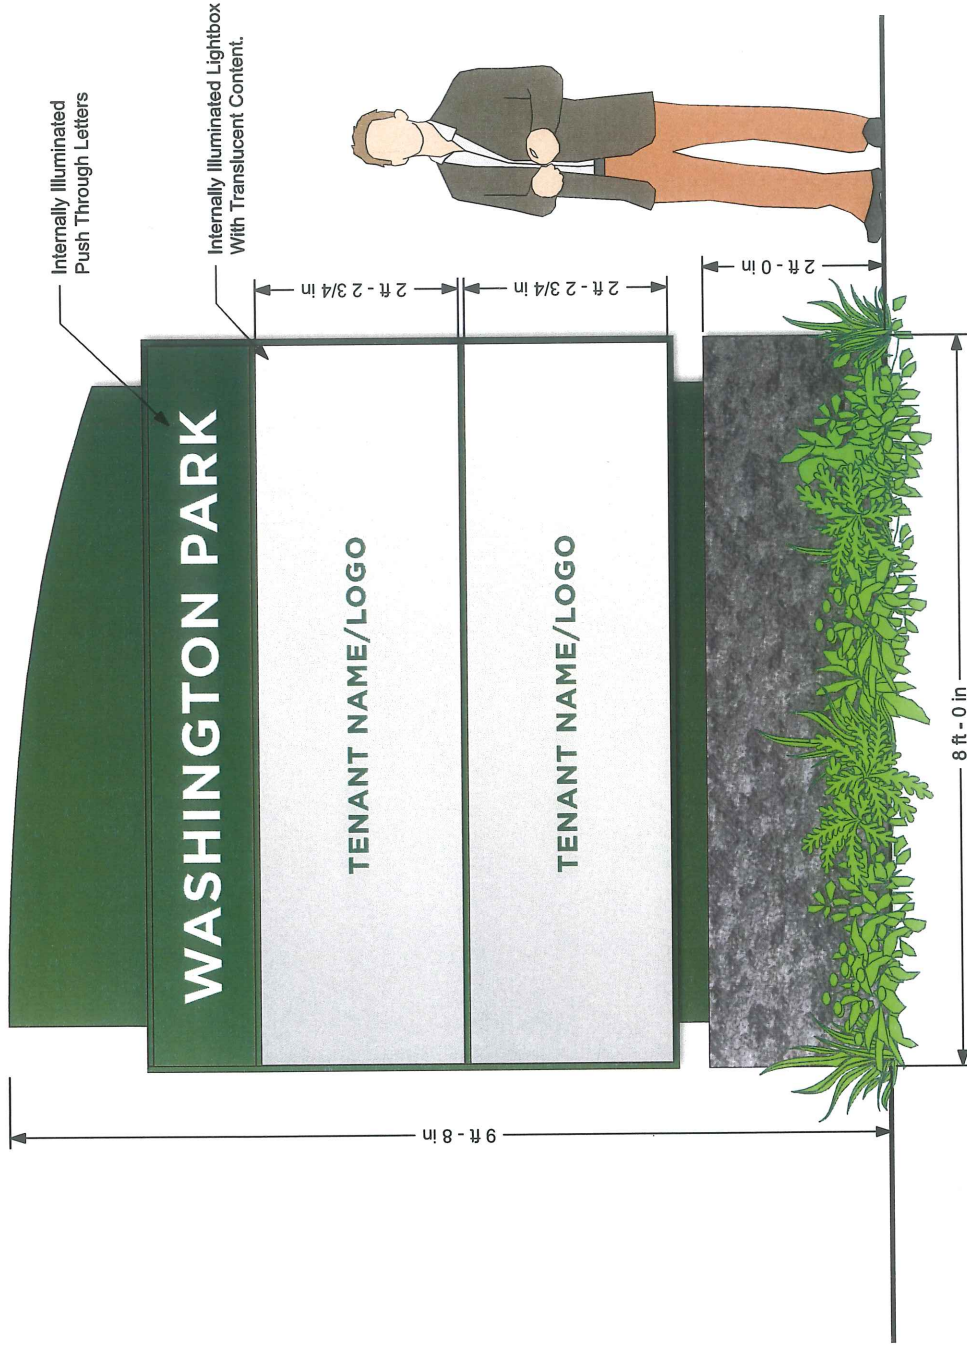 Internally Illuminated
Push Through Letters
Internally Illuminated Lightbox
With Translucent Content.
WASHINGTON PARK
TENANT NAME/LOGO
TENANT NAME/LOGO
2 ft - 2 3/4 in
2 ft - 2 3/4 in
2 ft - 0 in
9 ft - 8 in
8 ft - 0 in